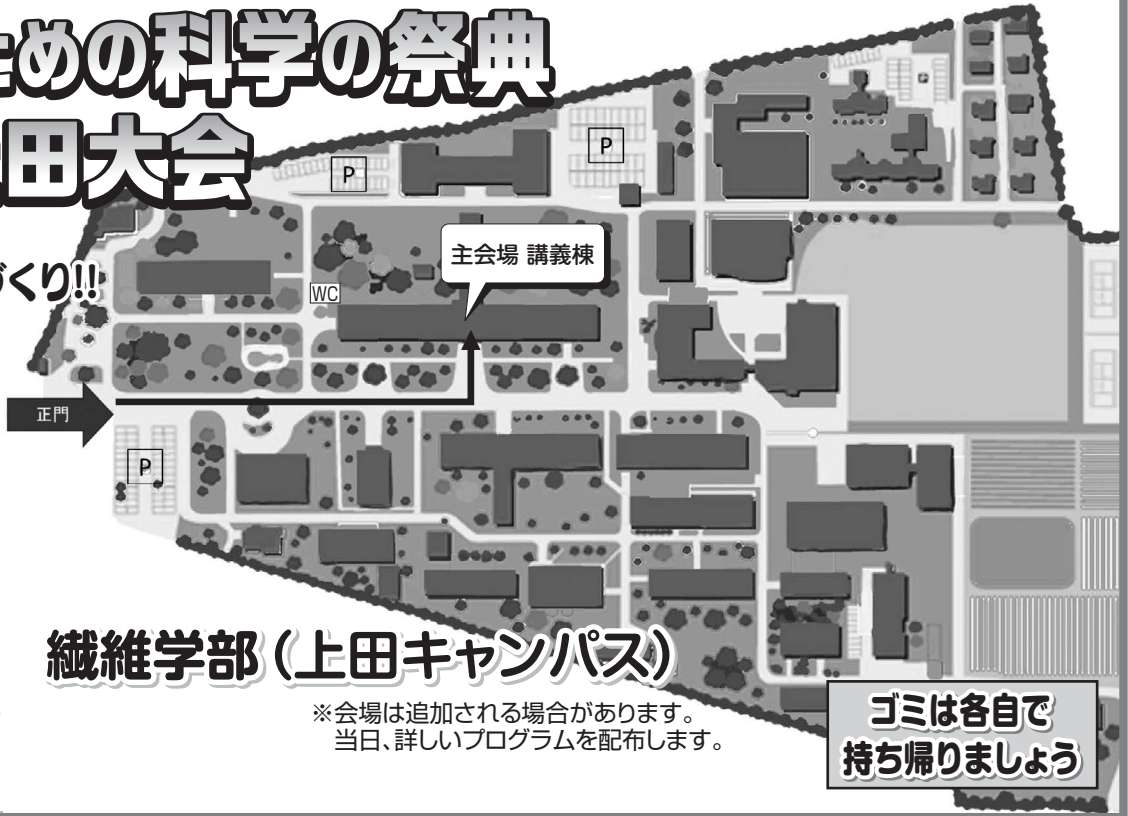 ための科学の祭典
田大会
づくり!!
P
P
主会場 講義棟
WC
正門
P
繊維学部（上田キャンパス）
※会場は追加される場合があります。
当日、詳しいプログラムを配布します。
ゴミは各自で
持ち帰りましょう